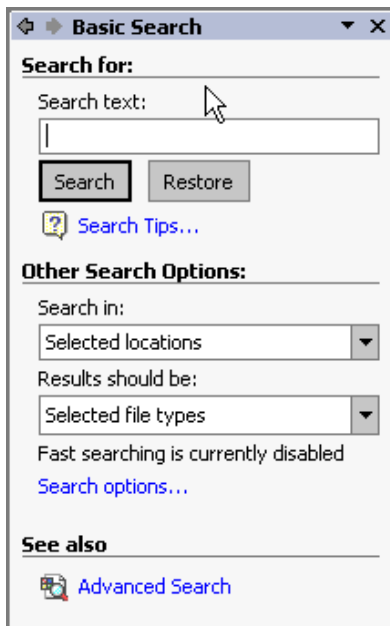 Basic Search
Search for:
Search text:
Search Restore
Search Tips...
Other Search Options:
Search in:
Selected locations
Results should be:
Selected file types
Fast searching is currently disabled
Search options...
See also
Advanced Search